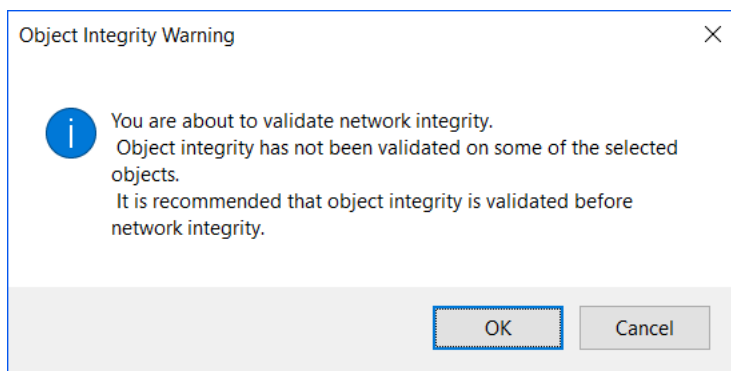 Object Integrity Warning
You are about to validate network integrity.
Object integrity has not been validated on some of the selected
objects.
It is recommended that object integrity is validated before
network integrity.
OK
Cancel